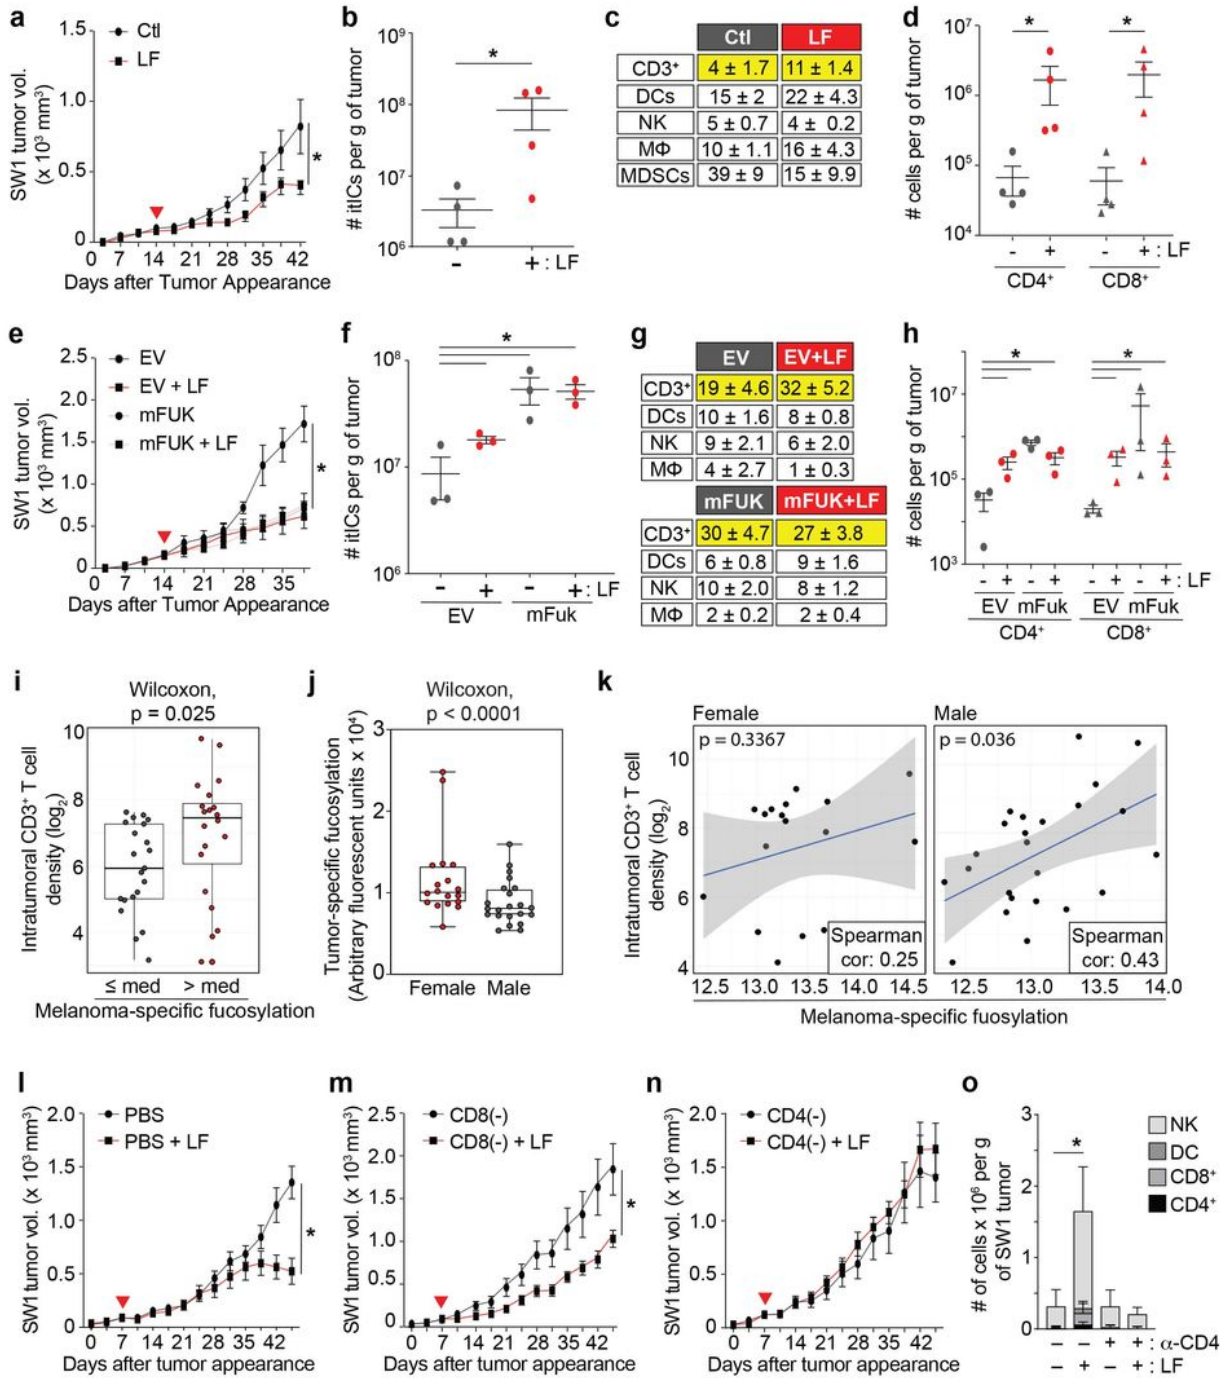 a
Ctl
LF
SW1 tumor vol.
(x 10³ mm³)
1.5
1.0
0.5
0
0 7 14 21 28 35 42
Days after Tumor Appearance
*
b
# itICs per g of tumor
10⁹
10⁸
10⁷
10⁶
*
- + : LF
c
Ctl LF
CD3⁺ 4 ± 1.7 11 ± 1.4
DCs 15 ± 2 22 ± 4.3
NK 5 ± 0.7 4 ± 0.2
MΦ 10 ± 1.1 16 ± 4.3
MDSCs 39 ± 9 15 ± 9.9
d
# cells per g of tumor
10⁷
10⁶
10⁵
10⁴
* *
- + - + : LF
CD4⁺ CD8⁺
e
EV
EV + LF
mFUK
mFUK + LF
SW1 tumor vol.
(x 10³ mm³)
2.5
2.0
1.5
1.0
0.5
0
0 7 14 21 28 35
Days after Tumor Appearance
*
f
# itICs per g of tumor
10⁸
10⁷
10⁶
*
- + - + : LF
EV mFuk
g
EV EV+LF
CD3⁺ 19 ± 4.6 32 ± 5.2
DCs 10 ± 1.6 8 ± 0.8
NK 9 ± 2.1 6 ± 2.0
MΦ 4 ± 2.7 1 ± 0.3
mFUK mFUK+LF
CD3⁺ 30 ± 4.7 27 ± 3.8
DCs 6 ± 0.8 9 ± 1.6
NK 10 ± 2.0 8 ± 1.2
MΦ 2 ± 0.2 2 ± 0.4
h
# cells per g of tumor
10⁷
10⁵
10³
* *
- + - + - + - + : LF
EV mFuk EV mFuk
CD4⁺ CD8⁺
i
Wilcoxon,
p = 0.025
Intratumoral CD3⁺ T cell
density (log₂)
10
8
6
4
≤ med > med
Melanoma-specific fucosylation
j
Wilcoxon,
p < 0.0001
Tumor-specific fucosylation
(Arbitrary fluorescent units x 10⁴)
3
2
1
0
Female Male
k
Female Male
p = 0.3367 p = 0.036
Intratumoral CD3⁺ T cell
density (log₂)
10
8
6
4
Spearman
cor: 0.25
Spearman
cor: 0.43
12.5 13.0 13.5 14.0 14.5 12.5 13.0 13.5 14.0
Melanoma-specific fuosylation
l
PBS
PBS + LF
SW1 tumor vol. (x 10³ mm³)
2.0
1.5
1.0
0.5
0
0 7 14 21 28 35 42
Days after tumor appearance
*
m
CD8(-)
CD8(-) + LF
SW1 tumor vol. (x 10³ mm³)
2.5
2.0
1.5
1.0
0.5
0
0 7 14 21 28 35 42
Days after tumor appearance
*
n
CD4(-)
CD4(-) + LF
SW1 tumor vol. (x 10³ mm³)
2.0
1.5
1.0
0.5
0
0 7 14 21 28 35 42
Days after tumor appearance
o
# of cells x 10⁶ per g
of SW1 tumor
3
2
1
0
*
NK
DC
CD8⁺
CD4⁺
– – + + : α-CD4
– + – + : LF